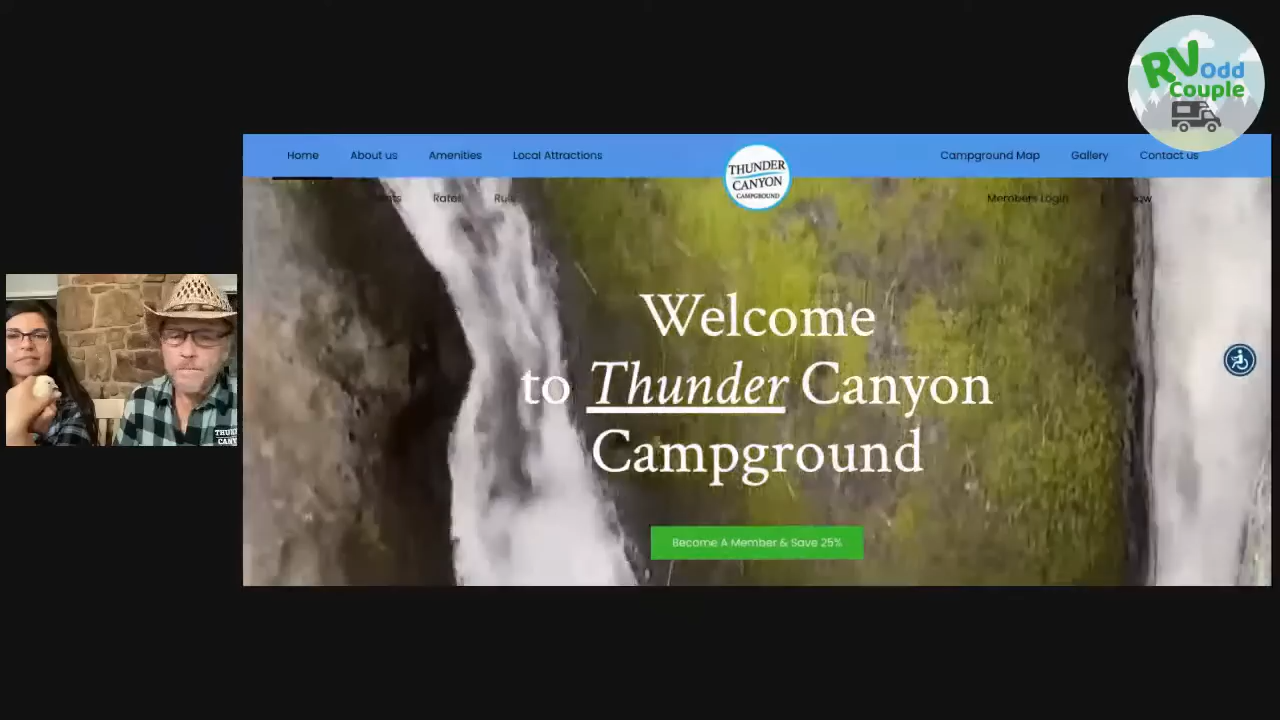 RV Odd
Couple
Home About us Amenities Local Attractions
THUNDER
CANYON
CAMPGROUND
Campground Map Gallery Contact us
Rates
Members Login
Welcome
to Thunder Canyon
Campground
Become A Member & Save 25%